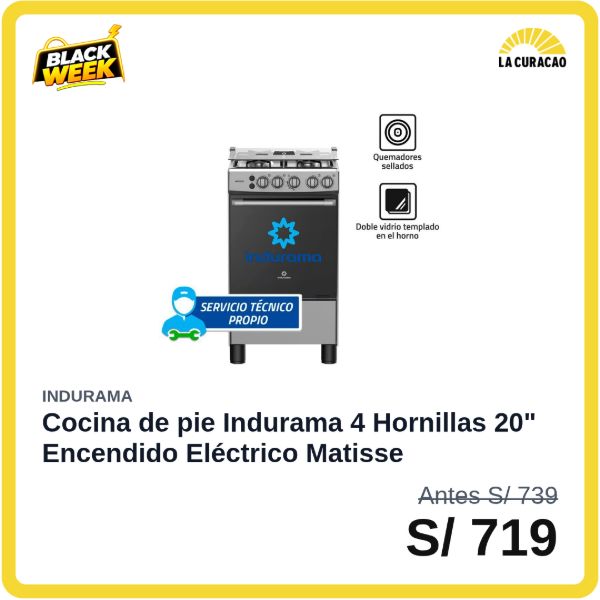 BLACK
WEEK
LA CURACAO
Quemadores
sellados
Doble vidrio templado
en el horno
indurama
SERVICIO TÉCNICO
PROPIO
INDURAMA
Cocina de pie Indurama 4 Hornillas 20"
Encendido Eléctrico Matisse
Antes S/ 739
S/ 719